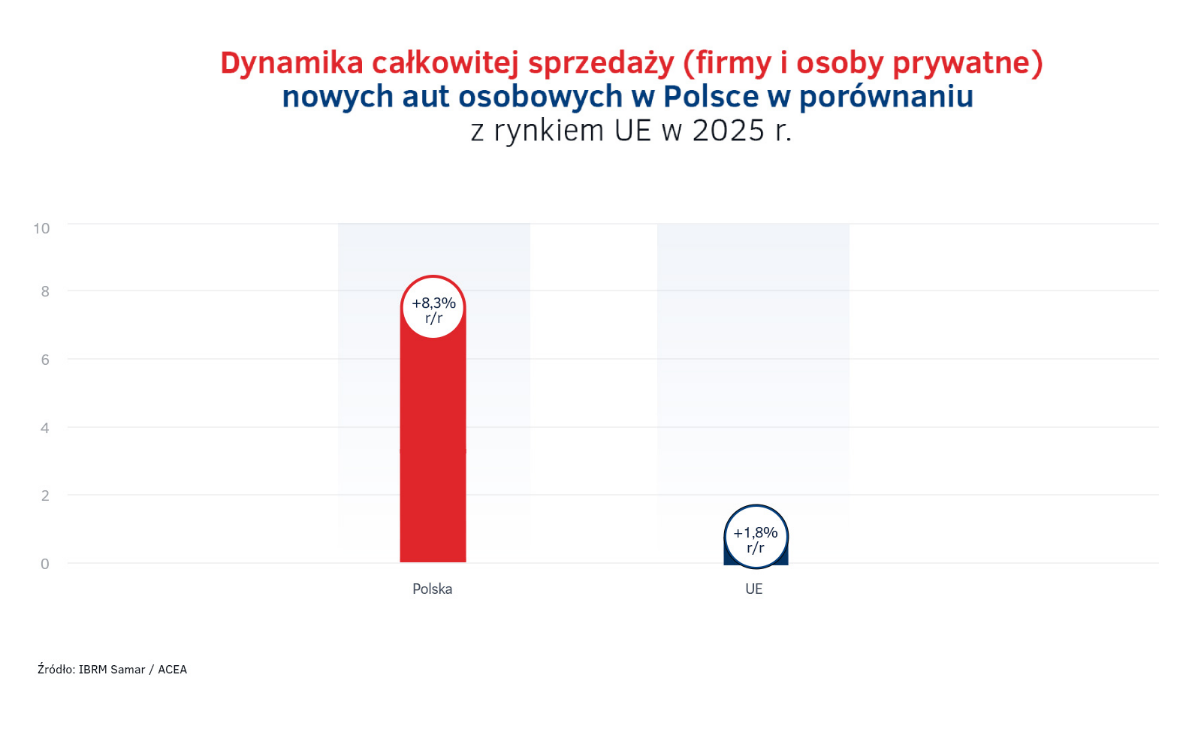 Dynamika całkowitej sprzedaży (firmy i osoby prywatne)
nowych aut osobowych w Polsce w porównaniu
z rynkiem UE w 2025 r.
10
8
6
4
2
0
+8,3%
r/r
+1,8%
r/r
Polska
UE
Źródło: IBRM Samar / ACEA